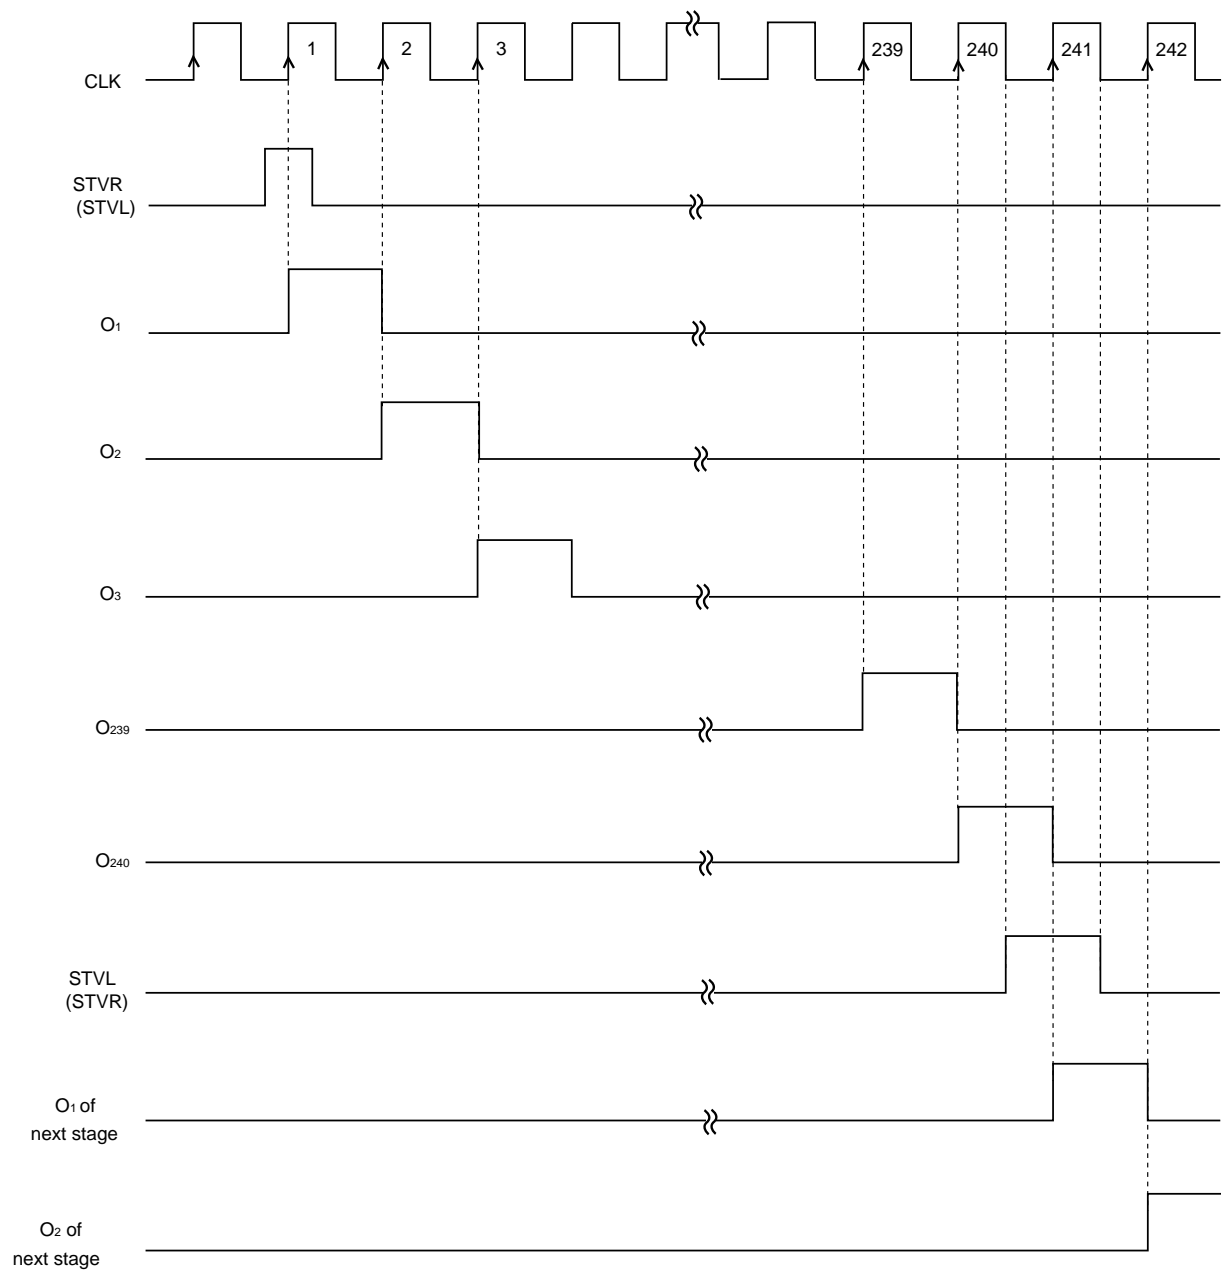 1 2 3 239 240 241 242
CLK
STVR
(STVL)
O1
O2
O3
O239
O240
STVL
(STVR)
O1 of
next stage
O2 of
next stage